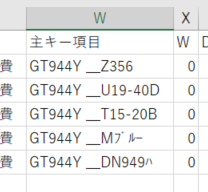 W X
主キー項目 W
費 GT944Y __Z356 0
費 GT944Y __U19-40D 0
費 GT944Y __T15-20B 0
費 GT944Y __Mﾌﾞﾙｰ 0
費 GT944Y __DN949ﾊ 0